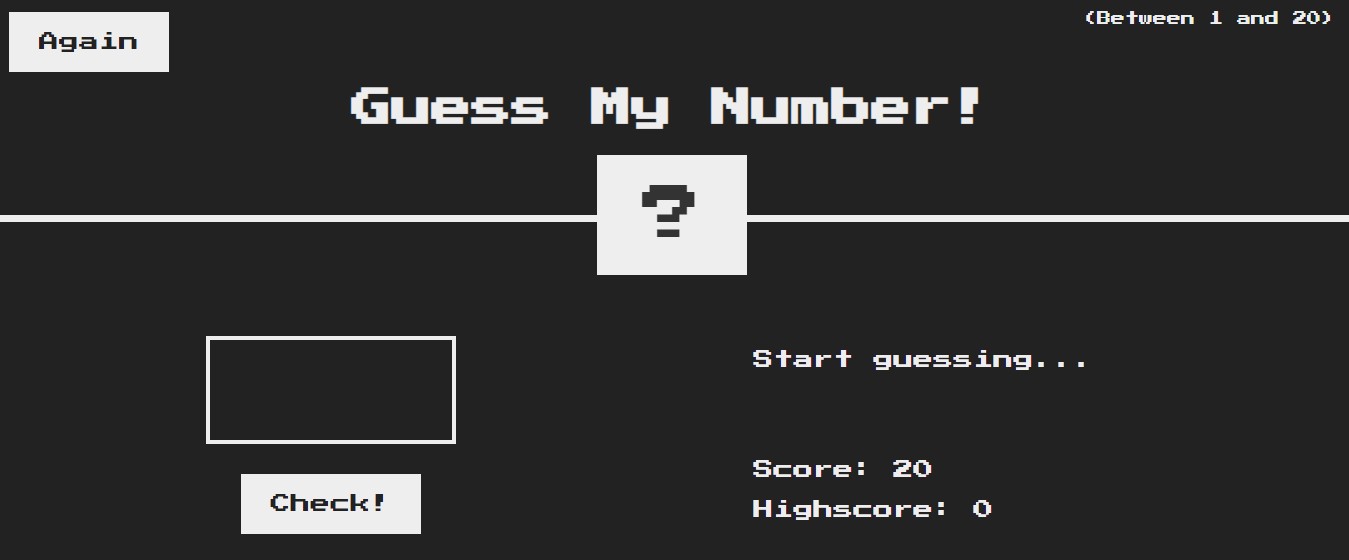 Again
(Between 1 and 20)
Guess My Number!
?
Start guessing...
Score: 20
Check!
Highscore: 0